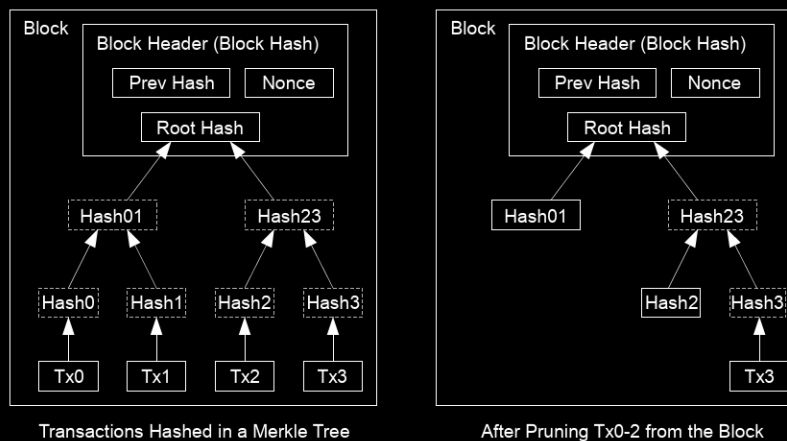 Block
Block Header (Block Hash)
Prev Hash
Nonce
Root Hash
Hash01
Hash23
Hash0
Hash1
Hash2
Hash3
Tx0
Tx1
Tx2
Tx3
Transactions Hashed in a Merkle Tree
Block
Block Header (Block Hash)
Prev Hash
Nonce
Root Hash
Hash01
Hash23
Hash2
Hash3
Tx3
After Pruning Tx0-2 from the Block